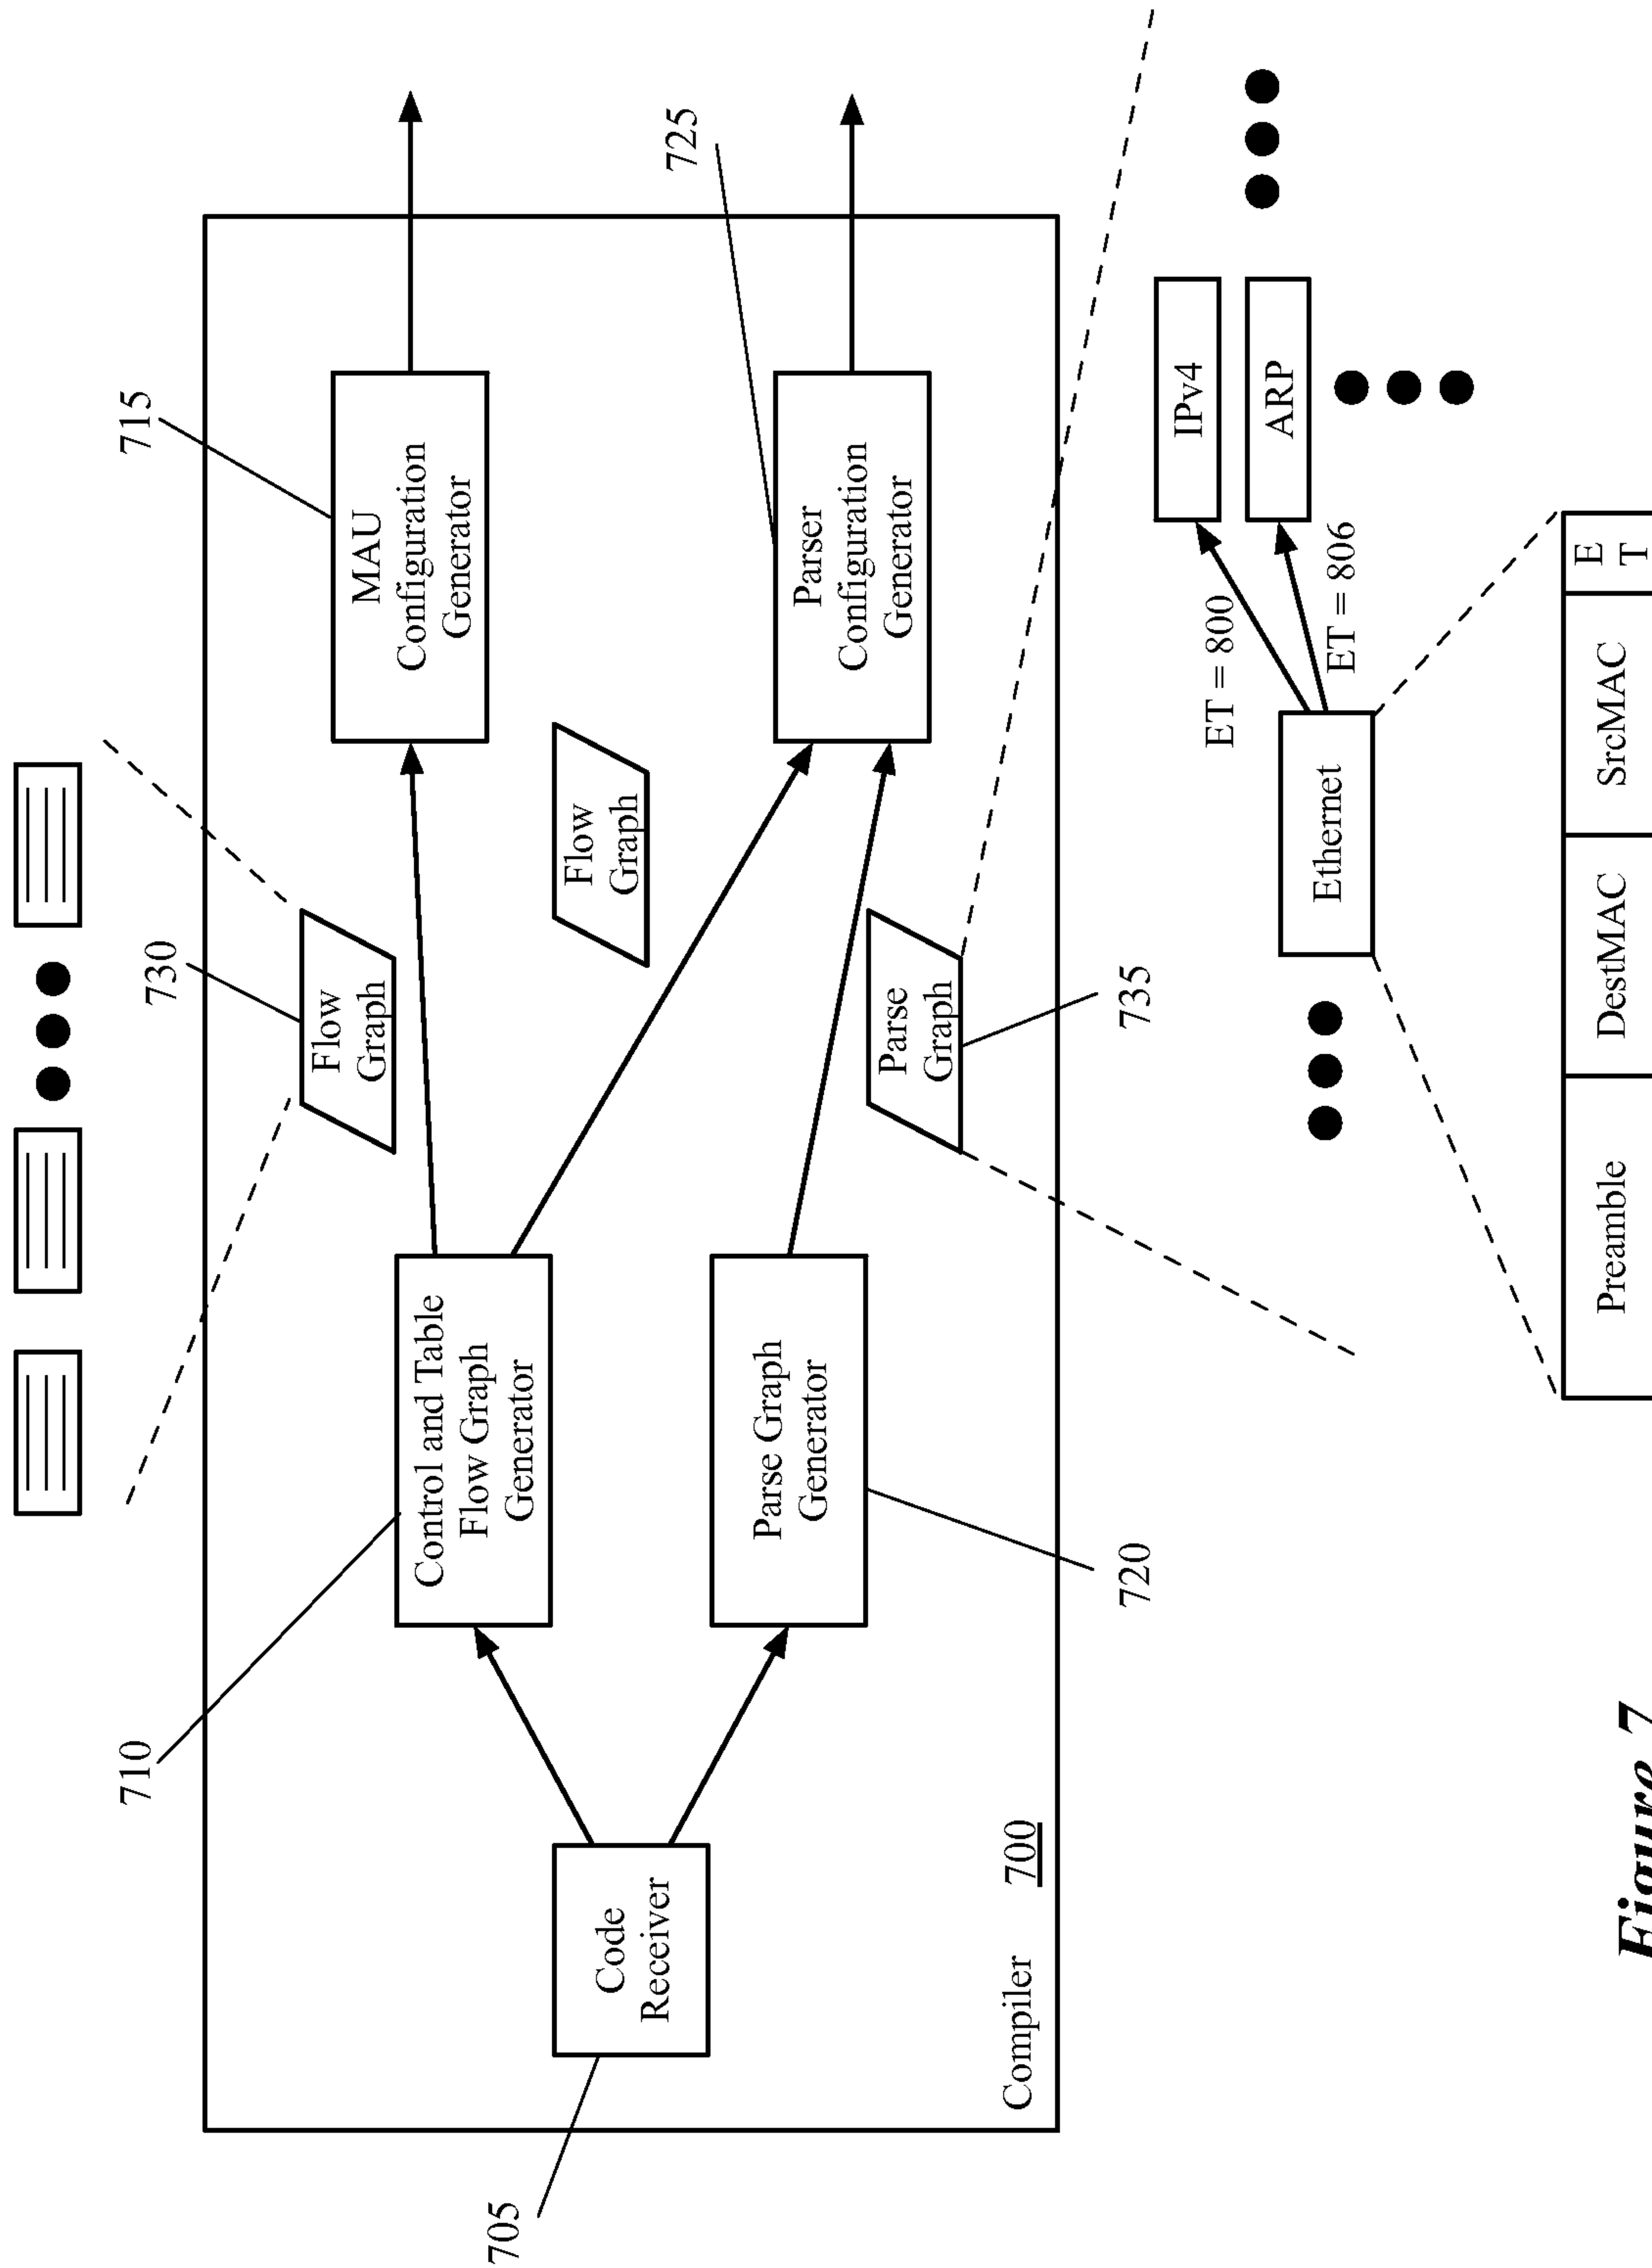 710
730
715
Control and Table
Flow Graph
Generator
Flow
Graph
MAU
Configuration
Generator
705
Code
Receiver
Flow
Graph
725
Parse Graph
Generator
Parse
Graph
Parser
Configuration
Generator
Compiler 700
720
735
IPv4
ARP
ET = 800
ET = 806
Ethernet
Preamble
DestMAC
SrcMAC
E
T
Figure 7